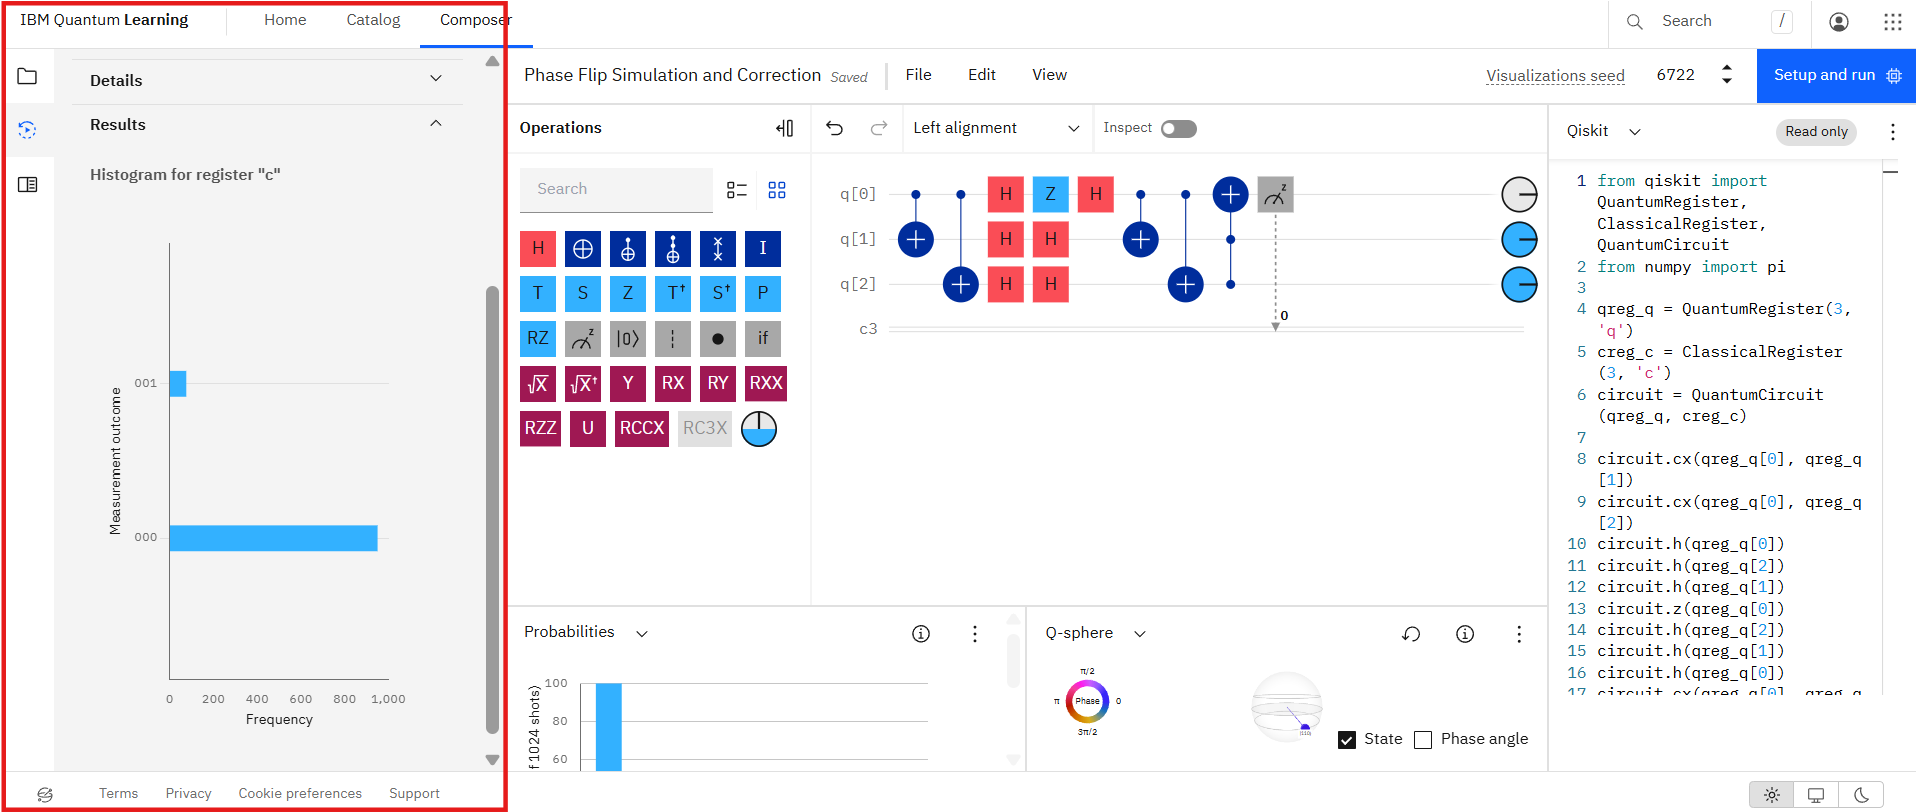 IBM Quantum Learning
Home
Catalog
Composer
Search
/
Details
Results
Histogram for register "c"
001
000
Measurement outcome
0 200 400 600 800 1,000
Frequency
Terms
Privacy
Cookie preferences
Support
Phase Flip Simulation and Correction Saved
File
Edit
View
Visualizations seed
6722
Setup and run
Operations
Search
H I
T S Z T† S† P
RZ z |0⟩ if
√X √X† Y RX RY RXX
RZZ U RCCX RC3X
Left alignment
Inspect
q[0] H Z H z
q[1] H H
q[2] H H
c3 0
Probabilities
100
80
60
f 1024 shots)
Q-sphere
π/2
π Phase 0
3π/2
State
Phase angle
Qiskit
Read only
1 from qiskit import
QuantumRegister,
ClassicalRegister,
QuantumCircuit
2 from numpy import pi
3
4 qreg_q = QuantumRegister(3,
'q')
5 creg_c = ClassicalRegister
(3, 'c')
6 circuit = QuantumCircuit
(qreg_q, creg_c)
7
8 circuit.cx(qreg_q[0], qreg_q
[1])
9 circuit.cx(qreg_q[0], qreg_q
[2])
10 circuit.h(qreg_q[0])
11 circuit.h(qreg_q[2])
12 circuit.h(qreg_q[1])
13 circuit.z(qreg_q[0])
14 circuit.h(qreg_q[2])
15 circuit.h(qreg_q[1])
16 circuit.h(qreg_q[0])
17 circuit.cx(qreg_q[0], qreg_q